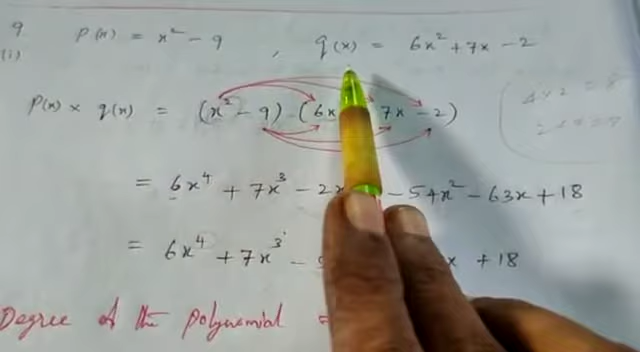 9 P(x) = x² - 9 , q(x) = 6x² + 7x - 2
(i)
P(x) × q(x) = (x² - 9) (6x 7x - 2)
= 6x⁴ + 7x³ - 2x - 54x² - 63x + 18
= 6x⁴ + 7x³ - x + 18
Degree of the polynomial =